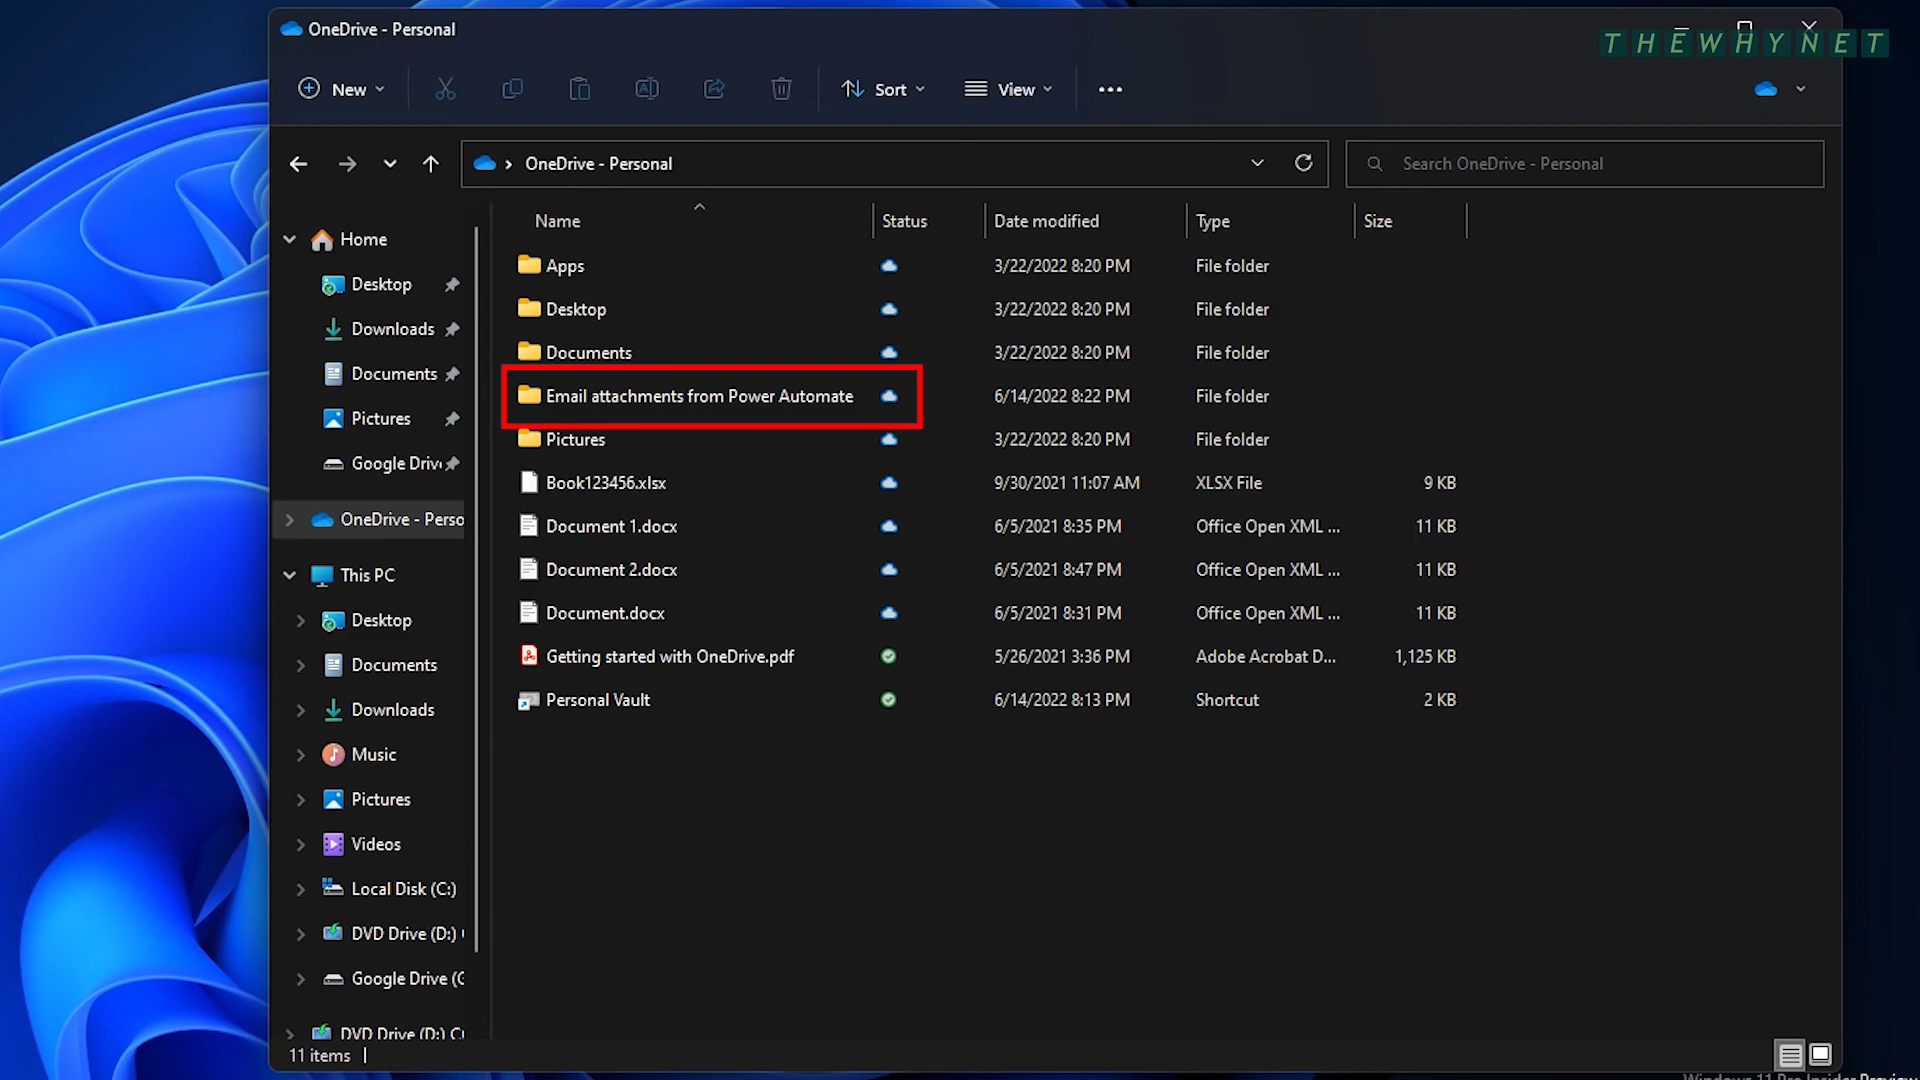 OneDrive - Personal
THEWHYNET
New
Sort
View
OneDrive - Personal
Search OneDrive - Personal
Name Status Date modified Type Size
Home
Desktop
Downloads
Documents
Pictures
Google Driv
OneDrive - Perso
This PC
Desktop
Documents
Downloads
Music
Pictures
Videos
Local Disk (C:)
DVD Drive (D:)
Google Drive (G
DVD Drive (D:) C
Apps 3/22/2022 8:20 PM File folder
Desktop 3/22/2022 8:20 PM File folder
Documents 3/22/2022 8:20 PM File folder
Email attachments from Power Automate 6/14/2022 8:22 PM File folder
Pictures 3/22/2022 8:20 PM File folder
Book123456.xlsx 9/30/2021 11:07 AM XLSX File 9 KB
Document 1.docx 6/5/2021 8:35 PM Office Open XML ... 11 KB
Document 2.docx 6/5/2021 8:47 PM Office Open XML ... 11 KB
Document.docx 6/5/2021 8:31 PM Office Open XML ... 11 KB
Getting started with OneDrive.pdf 5/26/2021 3:36 PM Adobe Acrobat D... 1,125 KB
Personal Vault 6/14/2022 8:13 PM Shortcut 2 KB
11 items
Windows 11 Pro Insider Preview